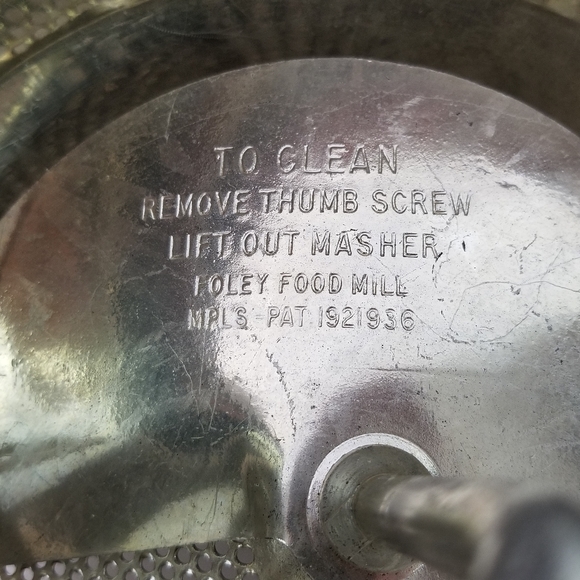 TO CLEAN
REMOVE THUMB SCREW
LIFT OUT MASHER
FOLEY FOOD MILL
MPLS PAT. 1921936